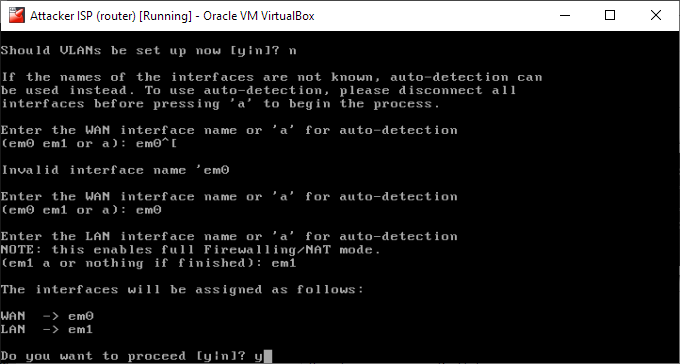 Attacker ISP (router) [Running] - Oracle VM VirtualBox
Should VLANs be set up now [y|n]? n
If the names of the interfaces are not known, auto-detection can
be used instead. To use auto-detection, please disconnect all
interfaces before pressing 'a' to begin the process.
Enter the WAN interface name or 'a' for auto-detection
(em0 em1 or a): em0^[
Invalid interface name 'em0
Enter the WAN interface name or 'a' for auto-detection
(em0 em1 or a): em0
Enter the LAN interface name or 'a' for auto-detection
NOTE: this enables full Firewalling/NAT mode.
(em1 a or nothing if finished): em1
The interfaces will be assigned as follows:
WAN  -> em0
LAN  -> em1
Do you want to proceed [y|n]? y